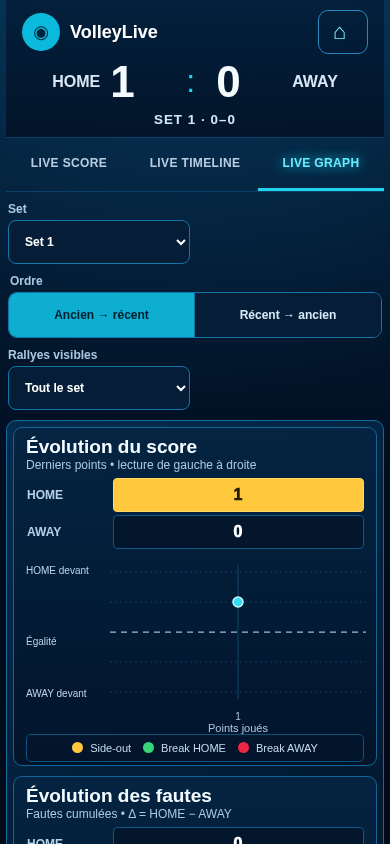 VolleyLive
HOME 1 : 0 AWAY
SET 1 · 0–0
LIVE SCORE LIVE TIMELINE LIVE GRAPH
Set
Set 1
Ordre
Ancien → récent Récent → ancien
Rallyes visibles
Tout le set
Évolution du score
Derniers points • lecture de gauche à droite
HOME 1
AWAY 0
HOME devant
Égalité
AWAY devant
1
Points joués
Side-out Break HOME Break AWAY
Évolution des fautes
Fautes cumulées • Δ = HOME − AWAY
HOME 0